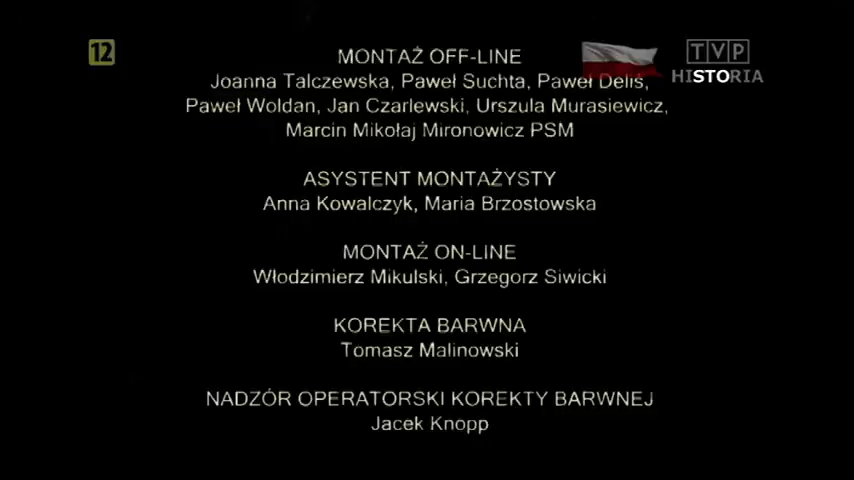 12
TVP
HISTORIA
MONTAŻ OFF-LINE
Joanna Talczewska, Paweł Suchta, Paweł Deliś,
Paweł Woldan, Jan Czarlewski, Urszula Murasiewicz,
Marcin Mikołaj Mironowicz PSM
ASYSTENT MONTAŻYSTY
Anna Kowalczyk, Maria Brzostowska
MONTAŻ ON-LINE
Włodzimierz Mikulski, Grzegorz Siwicki
KOREKTA BARWNA
Tomasz Malinowski
NADZÓR OPERATORSKI KOREKTY BARWNEJ
Jacek Knopp